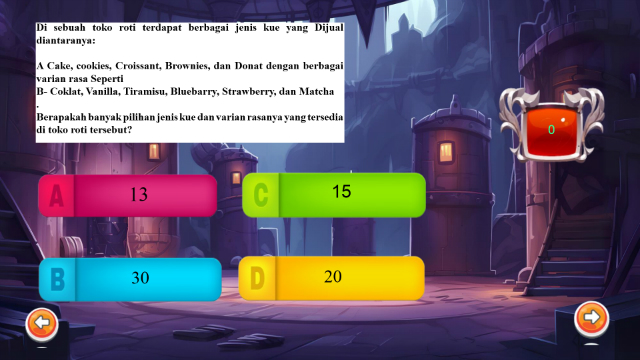 Di sebuah toko roti terdapat berbagai jenis kue yang Dijual
diantaranya:
A Cake, cookies, Croissant, Brownies, dan Donat dengan berbagai
varian rasa Seperti
B- Coklat, Vanilla, Tiramisu, Bluebarry, Strawberry, dan Matcha
.
Berapakah banyak pilihan jenis kue dan varian rasanya yang tersedia
di toko roti tersebut?
0
A 13
C 15
B 30
D 20